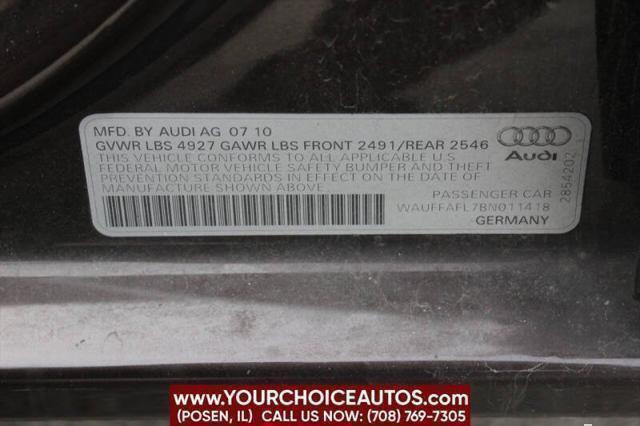 MFD. BY AUDI AG 07 10
GVWR LBS 4927 GAWR LBS FRONT 2491/REAR 2546
THIS VEHICLE CONFORMS TO ALL APPLICABLE U.S
FEDERAL MOTOR VEHICLE SAFETY BUMPER AND THEFT
PREVENTION STANDARDS IN EFFECT ON THE DATE OF
MANUFACTURE SHOWN ABOVE.
Audi
2854202
PASSENGER CAR
WAUFFAFL7BN011418
GERMANY
WWW.YOURCHOICEAUTOS.COM
(POSEN, IL) CALL US NOW: (708) 769-7305